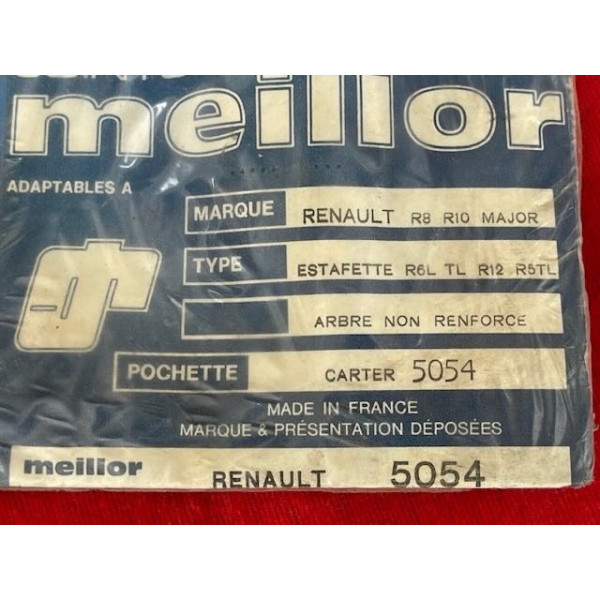 meillor
ADAPTABLES A
MARQUE RENAULT R8 R10 MAJOR
TYPE ESTAFETTE R6L TL R12 R5TL
ARBRE NON RENFORCE
POCHETTE CARTER 5054
MADE IN FRANCE
MARQUE & PRÉSENTATION DÉPOSÉES
meillor RENAULT 5054